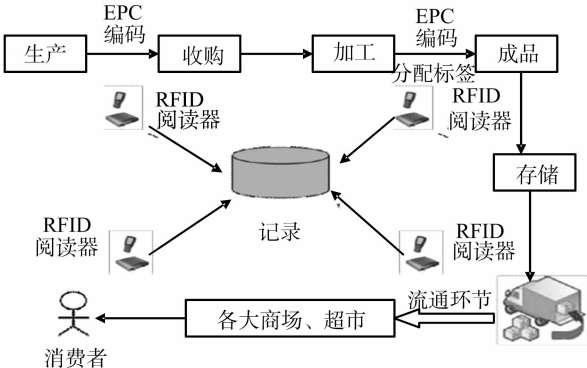 EPC
编码
EPC
编码
生产
收购
加工
成品
分配标签
RFID
阅读器
RFID
阅读器
存储
记录
RFID
阅读器
RFID
阅读器
流通环节
各大商场、超市
消费者